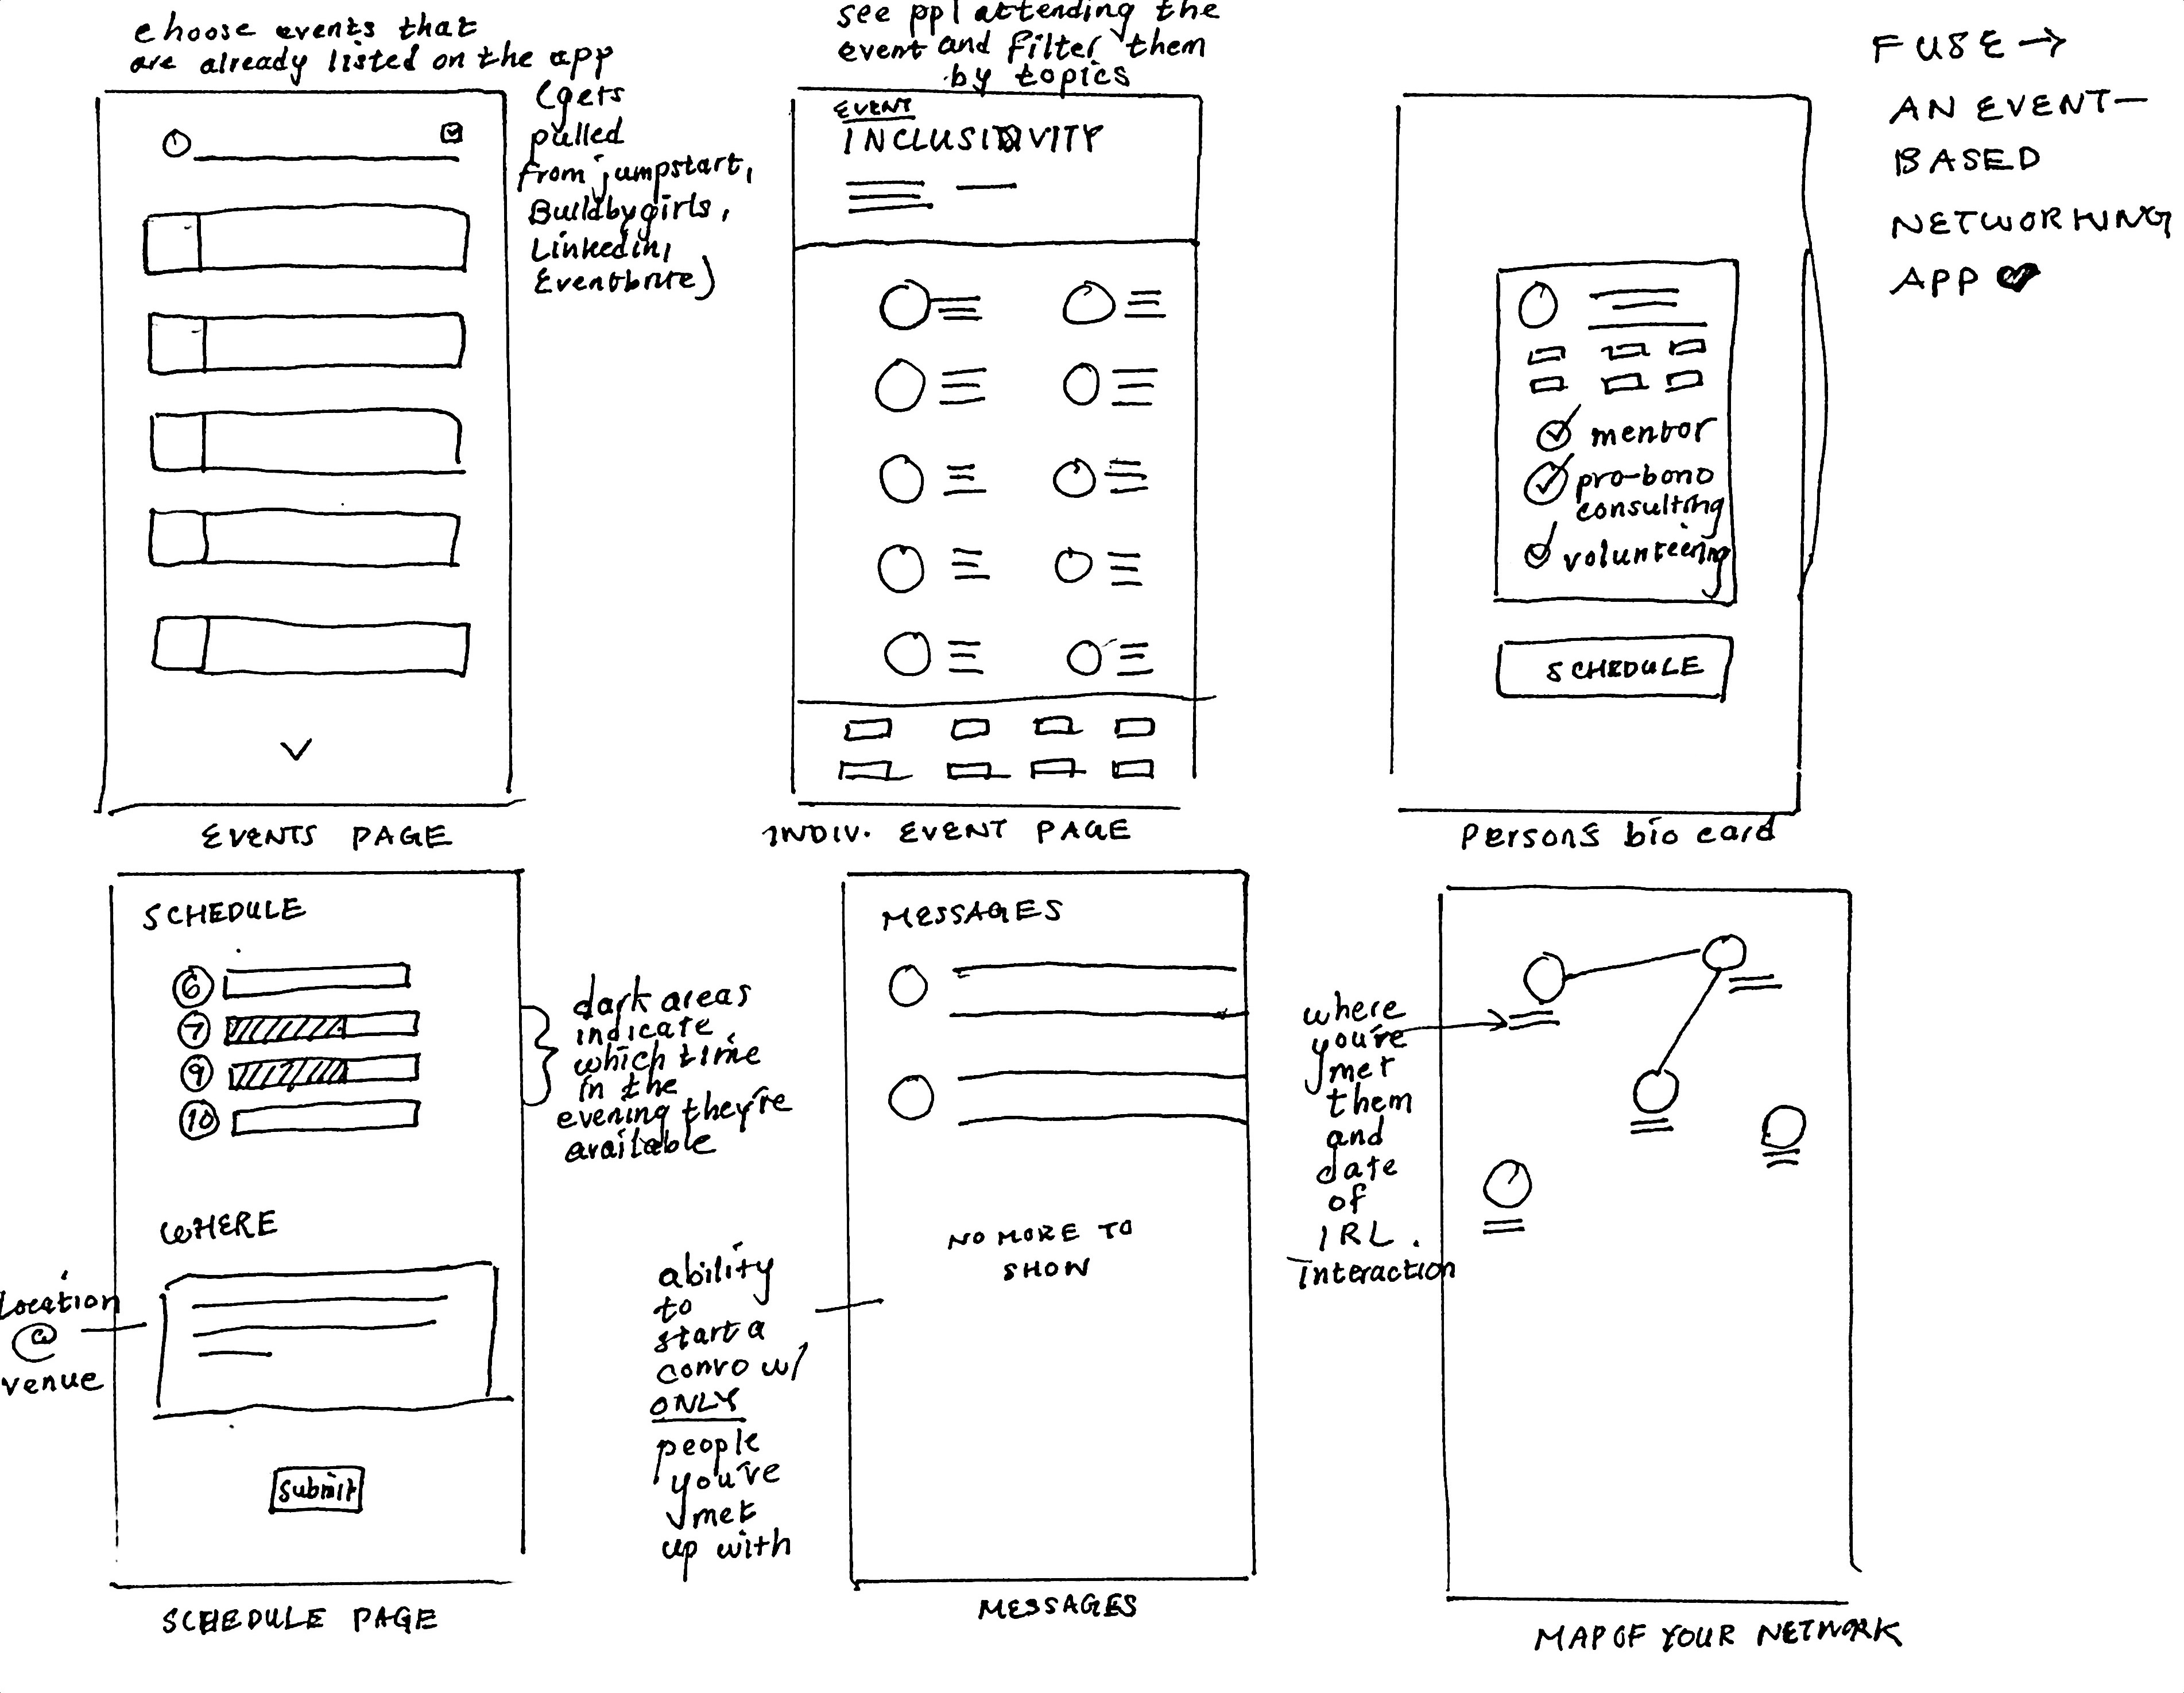 choose events that
are already listed on the app
(gets
pulled
from jumpstart,
Buildbygirls,
Linkedin,
Eventbrite)
EVENTS PAGE
see ppl attending the
event and filter them
by topics
EVENT
INCLUSIVITY
INDIV. EVENT PAGE
FUSE →
AN EVENT-
BASED
NETWORKING
APP ♥
mentor
pro-bono
consulting
volunteering
SCHEDULE
Persons bio card
SCHEDULE
6
7
9
10
dark areas
indicate
which time
in the
evening they're
available
WHERE
Location
@
venue
Submit
SCHEDULE PAGE
MESSAGES
NO MORE TO
SHOW
ability
to
start a
convo w/
ONLY
people
you've
met
up with
MESSAGES
where
you've
met
them
and
date
of
IRL.
interaction
MAP OF YOUR NETWORK